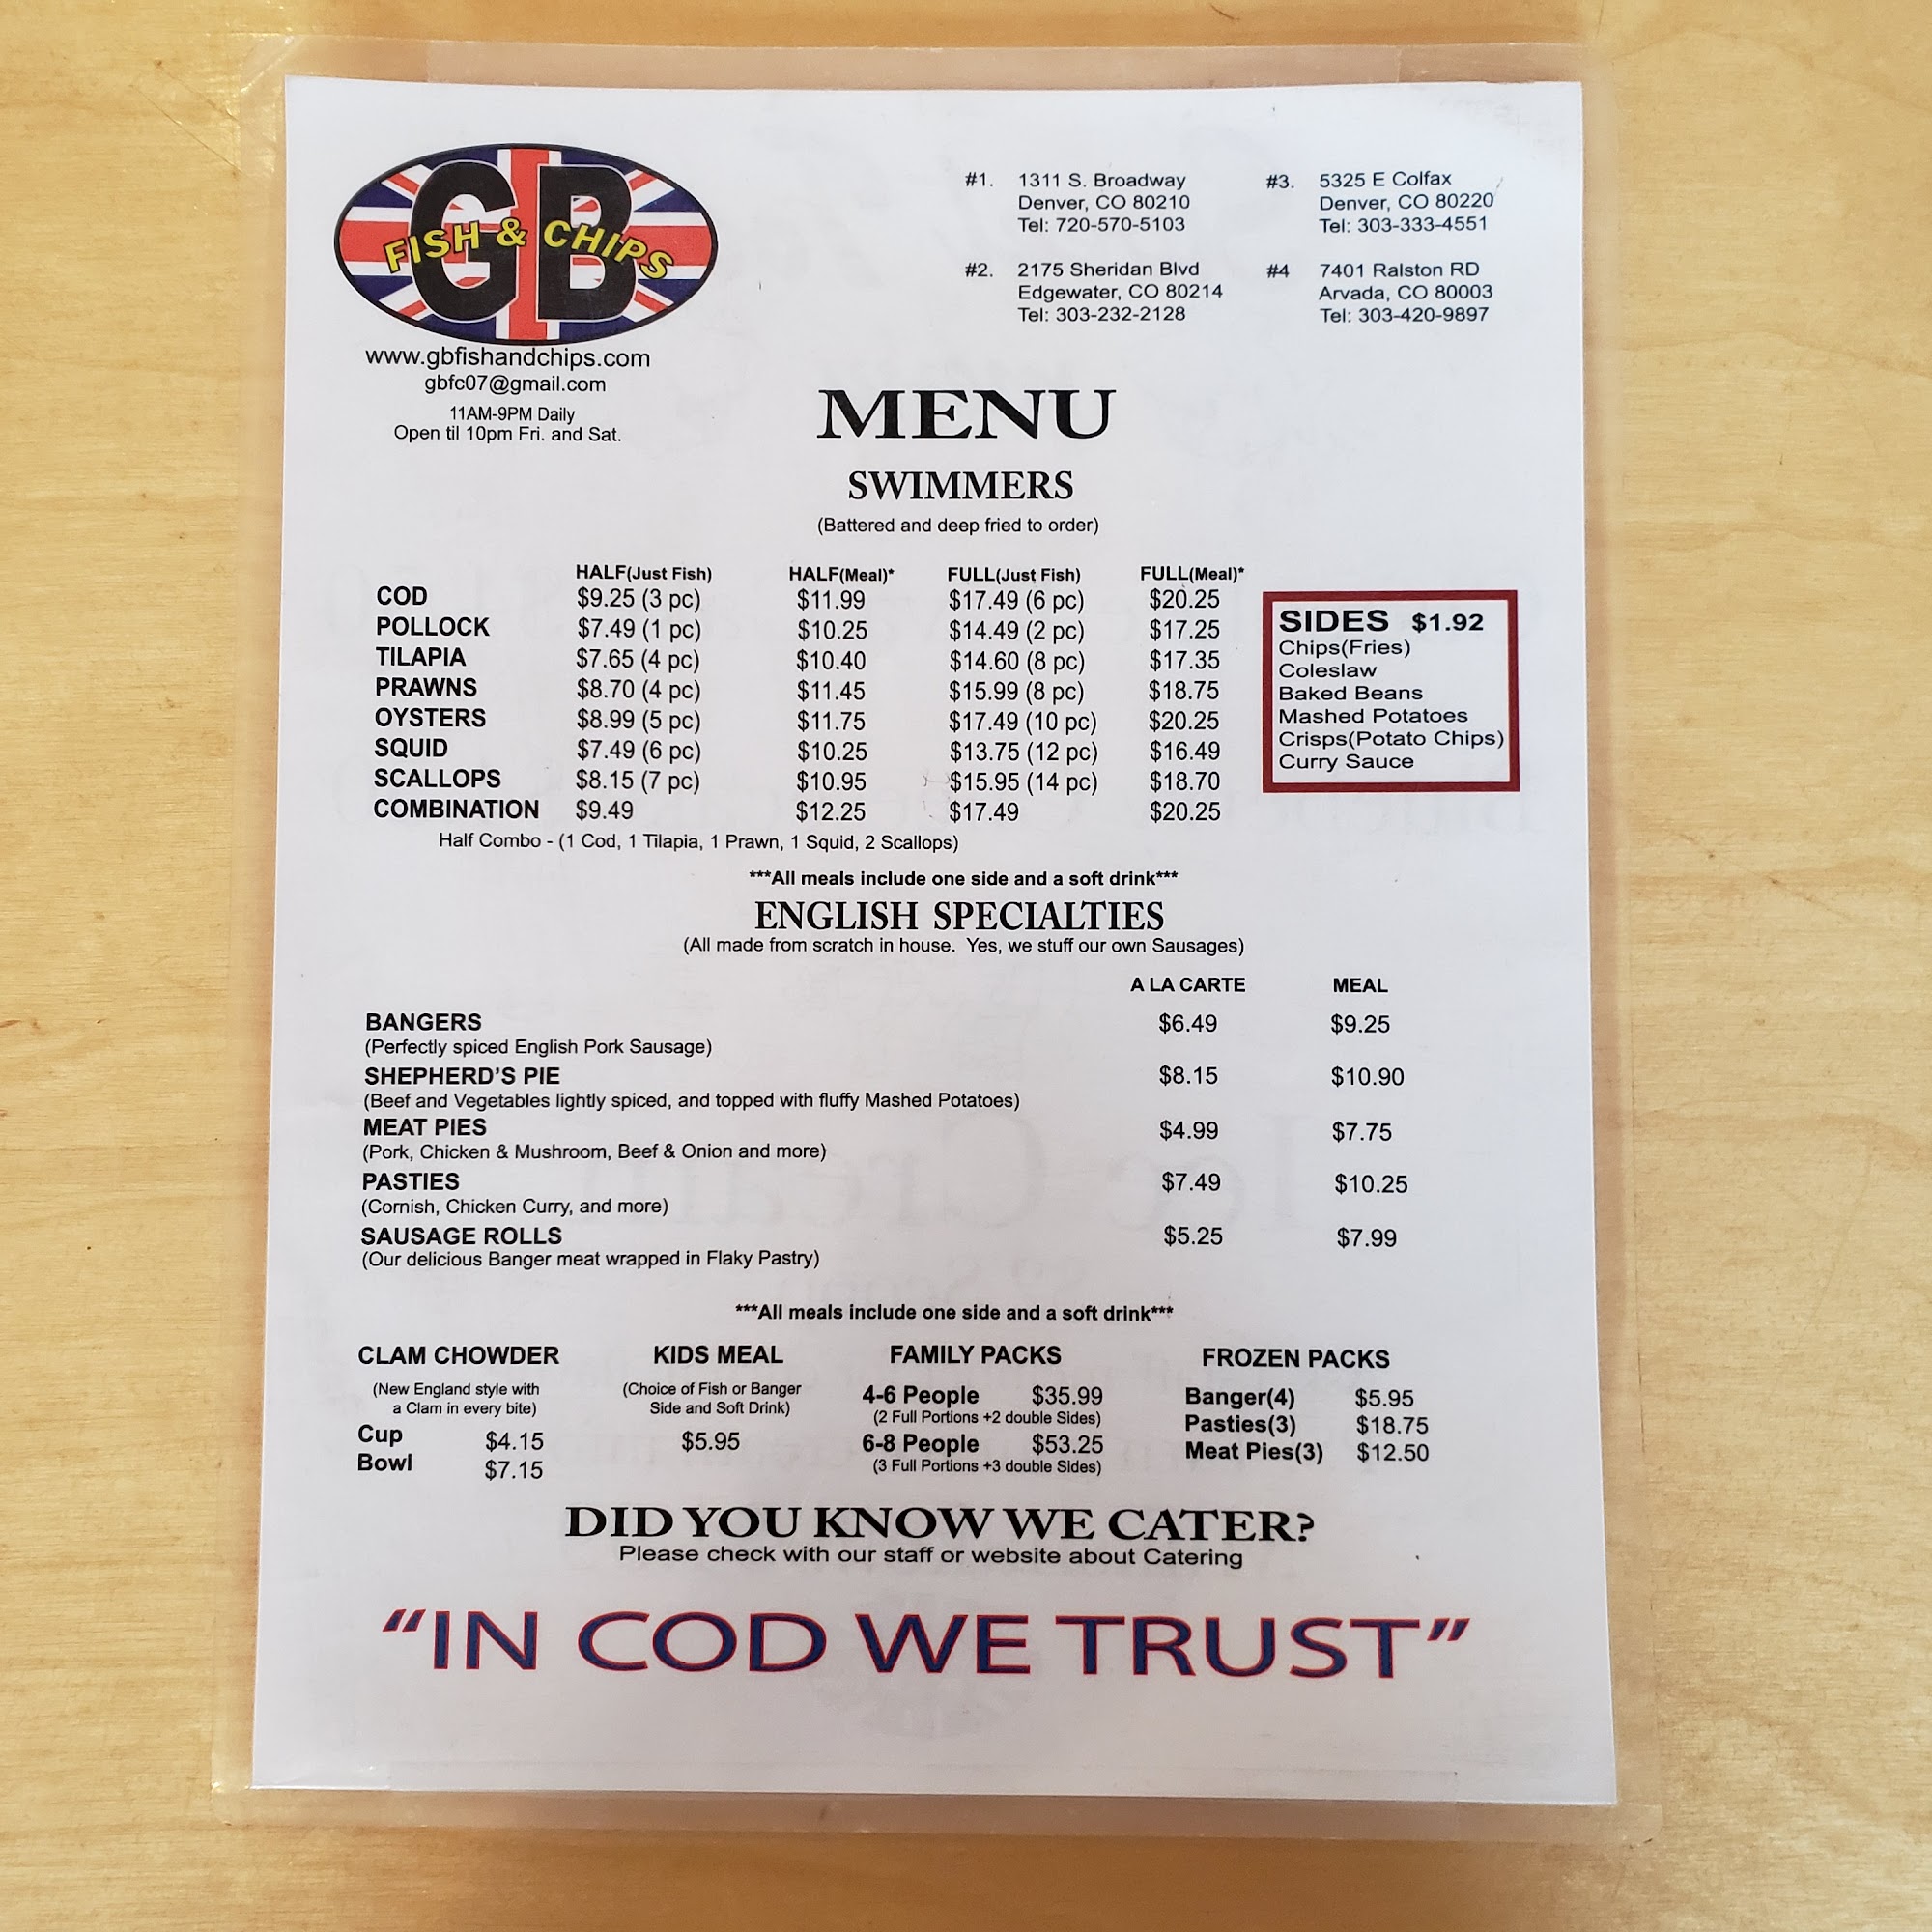 GB
FISH & CHIPS
www.gbfishandchips.com
gbfc07@gmail.com
11AM-9PM Daily
Open til 10pm Fri. and Sat.
#1. 1311 S. Broadway
Denver, CO 80210
Tel: 720-570-5103
#2. 2175 Sheridan Blvd
Edgewater, CO 80214
Tel: 303-232-2128
#3. 5325 E Colfax
Denver, CO 80220
Tel: 303-333-4551
#4 7401 Ralston RD
Arvada, CO 80003
Tel: 303-420-9897
MENU
SWIMMERS
(Battered and deep fried to order)
HALF(Just Fish) HALF(Meal)* FULL(Just Fish) FULL(Meal)*
COD $9.25 (3 pc) $11.99 $17.49 (6 pc) $20.25
POLLOCK $7.49 (1 pc) $10.25 $14.49 (2 pc) $17.25
TILAPIA $7.65 (4 pc) $10.40 $14.60 (8 pc) $17.35
PRAWNS $8.70 (4 pc) $11.45 $15.99 (8 pc) $18.75
OYSTERS $8.99 (5 pc) $11.75 $17.49 (10 pc) $20.25
SQUID $7.49 (6 pc) $10.25 $13.75 (12 pc) $16.49
SCALLOPS $8.15 (7 pc) $10.95 $15.95 (14 pc) $18.70
COMBINATION $9.49 $12.25 $17.49 $20.25
Half Combo - (1 Cod, 1 Tilapia, 1 Prawn, 1 Squid, 2 Scallops)
SIDES $1.92
Chips(Fries)
Coleslaw
Baked Beans
Mashed Potatoes
Crisps(Potato Chips)
Curry Sauce
***All meals include one side and a soft drink***
ENGLISH SPECIALTIES
(All made from scratch in house. Yes, we stuff our own Sausages)
A LA CARTE MEAL
BANGERS $6.49 $9.25
(Perfectly spiced English Pork Sausage)
SHEPHERD'S PIE $8.15 $10.90
(Beef and Vegetables lightly spiced, and topped with fluffy Mashed Potatoes)
MEAT PIES $4.99 $7.75
(Pork, Chicken & Mushroom, Beef & Onion and more)
PASTIES $7.49 $10.25
(Cornish, Chicken Curry, and more)
SAUSAGE ROLLS $5.25 $7.99
(Our delicious Banger meat wrapped in Flaky Pastry)
***All meals include one side and a soft drink***
CLAM CHOWDER
(New England style with
a Clam in every bite)
Cup $4.15
Bowl $7.15
KIDS MEAL
(Choice of Fish or Banger
Side and Soft Drink)
$5.95
FAMILY PACKS
4-6 People $35.99
(2 Full Portions +2 double Sides)
6-8 People $53.25
(3 Full Portions +3 double Sides)
FROZEN PACKS
Banger(4) $5.95
Pasties(3) $18.75
Meat Pies(3) $12.50
DID YOU KNOW WE CATER?
Please check with our staff or website about Catering
"IN COD WE TRUST"